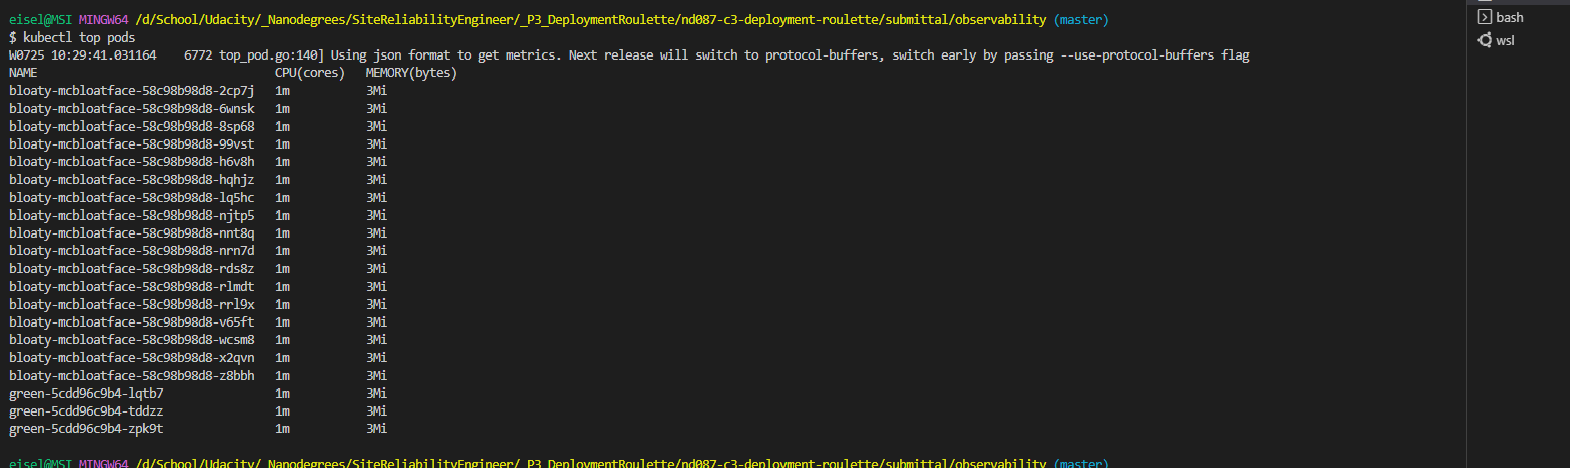 eisel@MSI MINGW64 /d/School/Udacity/_Nanodegrees/SiteReliabilityEngineer/_P3_DeploymentRoulette/nd087-c3-deployment-roulette/submittal/observability (master)
$ kubectl top pods
W0725 10:29:41.031164    6772 top_pod.go:140] Using json format to get metrics. Next release will switch to protocol-buffers, switch early by passing --use-protocol-buffers flag
NAME CPU(cores) MEMORY(bytes)
bloaty-mcbloatface-58c98b98d8-2cp7j 1m 3Mi
bloaty-mcbloatface-58c98b98d8-6wnsk 1m 3Mi
bloaty-mcbloatface-58c98b98d8-8sp68 1m 3Mi
bloaty-mcbloatface-58c98b98d8-99vst 1m 3Mi
bloaty-mcbloatface-58c98b98d8-h6v8h 1m 3Mi
bloaty-mcbloatface-58c98b98d8-hqhjz 1m 3Mi
bloaty-mcbloatface-58c98b98d8-lq5hc 1m 3Mi
bloaty-mcbloatface-58c98b98d8-njtp5 1m 3Mi
bloaty-mcbloatface-58c98b98d8-nnt8q 1m 3Mi
bloaty-mcbloatface-58c98b98d8-nrn7d 1m 3Mi
bloaty-mcbloatface-58c98b98d8-rds8z 1m 3Mi
bloaty-mcbloatface-58c98b98d8-rlmdt 1m 3Mi
bloaty-mcbloatface-58c98b98d8-rrl9x 1m 3Mi
bloaty-mcbloatface-58c98b98d8-v65ft 1m 3Mi
bloaty-mcbloatface-58c98b98d8-wcsm8 1m 3Mi
bloaty-mcbloatface-58c98b98d8-x2qvn 1m 3Mi
bloaty-mcbloatface-58c98b98d8-z8bbh 1m 3Mi
green-5cdd96c9b4-lqtb7 1m 3Mi
green-5cdd96c9b4-tddzz 1m 3Mi
green-5cdd96c9b4-zpk9t 1m 3Mi
eisel@MSI MINGW64 /d/School/Udacity/_Nanodegrees/SiteReliabilityEngineer/_P3_DeploymentRoulette/nd087-c3-deployment-roulette/submittal/observability (master)
bash
wsl